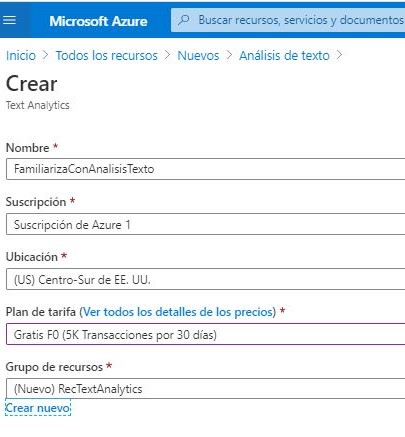 Microsoft Azure
Buscar recursos, servicios y documentos
Inicio > Todos los recursos > Nuevos > Análisis de texto >
Crear
Text Analytics
Nombre *
FamiliarizaConAnalisisTexto
Suscripción *
Suscripción de Azure 1
Ubicación *
(US) Centro-Sur de EE. UU.
Plan de tarifa (Ver todos los detalles de los precios) *
Gratis F0 (5K Transacciones por 30 días)
Grupo de recursos *
(Nuevo) RecTextAnalytics
Crear nuevo